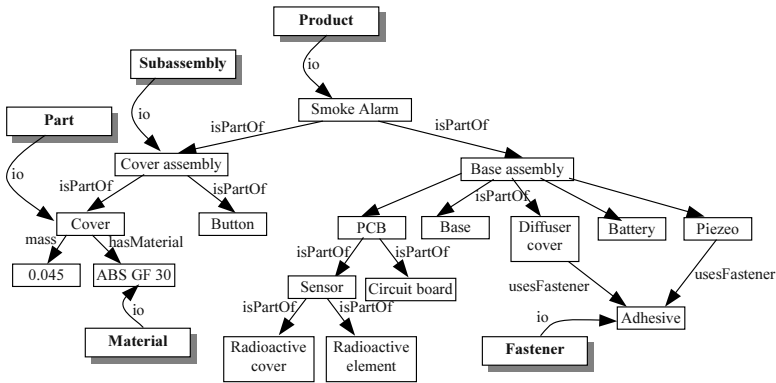 Product
Subassembly
io
Smoke Alarm
io
Part
isPartOf
isPartOf
Cover assembly
Base assembly
io
isPartOf
isPartOf
isPartOf
Cover
Button
PCB
Base
Diffuser
cover
Battery
Piezeo
mass
hasMaterial
isPartOf
isPartOf
0.045
ABS GF 30
Sensor
Circuit board
usesFastener
usesFastener
io
isPartOf
isPartOf
io
Adhesive
Material
Radioactive
cover
Radioactive
element
Fastener